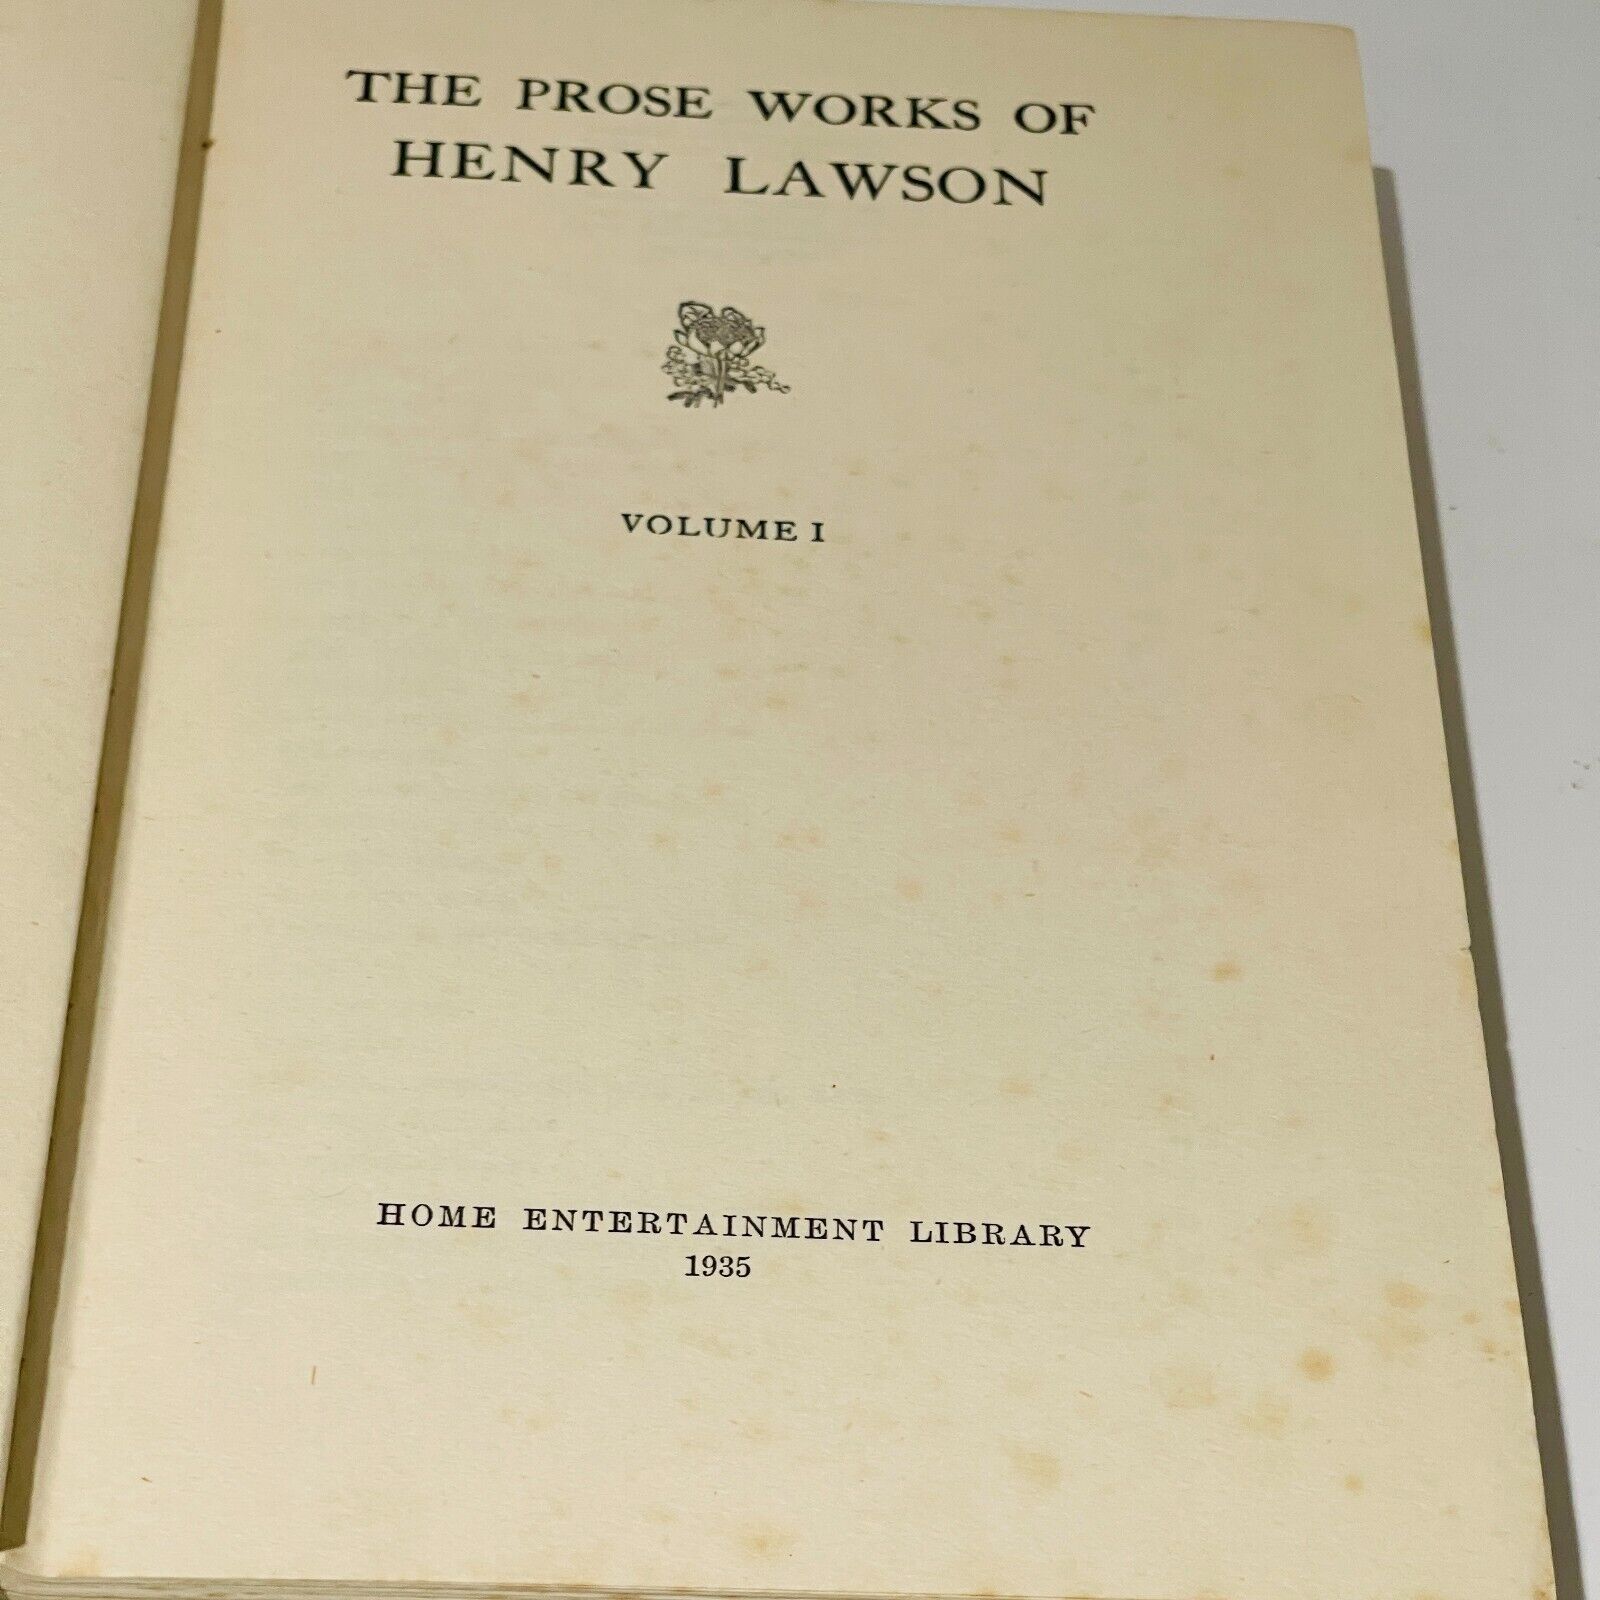 THE PROSE WORKS OF
HENRY LAWSON
VOLUME I
HOME ENTERTAINMENT LIBRARY
1935